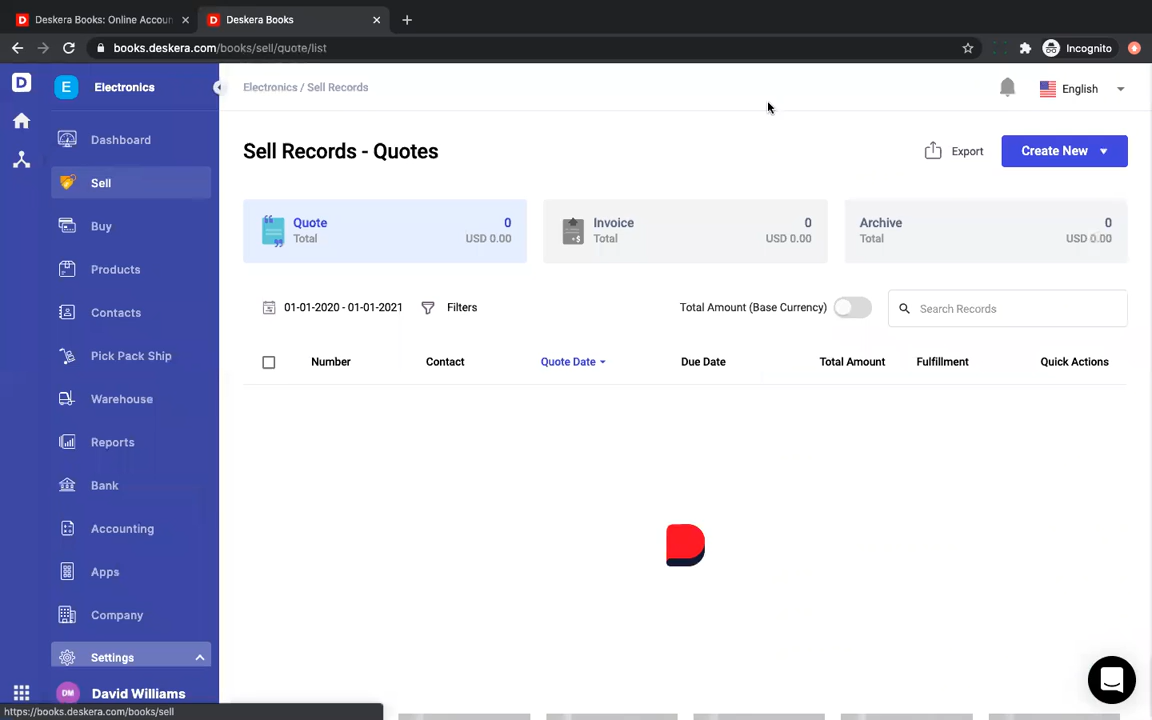 Deskera Books: Online Accoun
Deskera Books
books.deskera.com/books/sell/quote/list
Incognito
D
E Electronics
Electronics / Sell Records
English
Dashboard
Sell
Buy
Products
Contacts
Pick Pack Ship
Warehouse
Reports
Bank
Accounting
Apps
Company
Settings
DM David Williams
https://books.deskera.com/books/sell
Sell Records - Quotes
Export
Create New
Quote 0
Total USD 0.00
Invoice 0
Total USD 0.00
Archive 0
Total USD 0.00
01-01-2020 - 01-01-2021
Filters
Total Amount (Base Currency)
Search Records
Number Contact Quote Date Due Date Total Amount Fulfillment Quick Actions